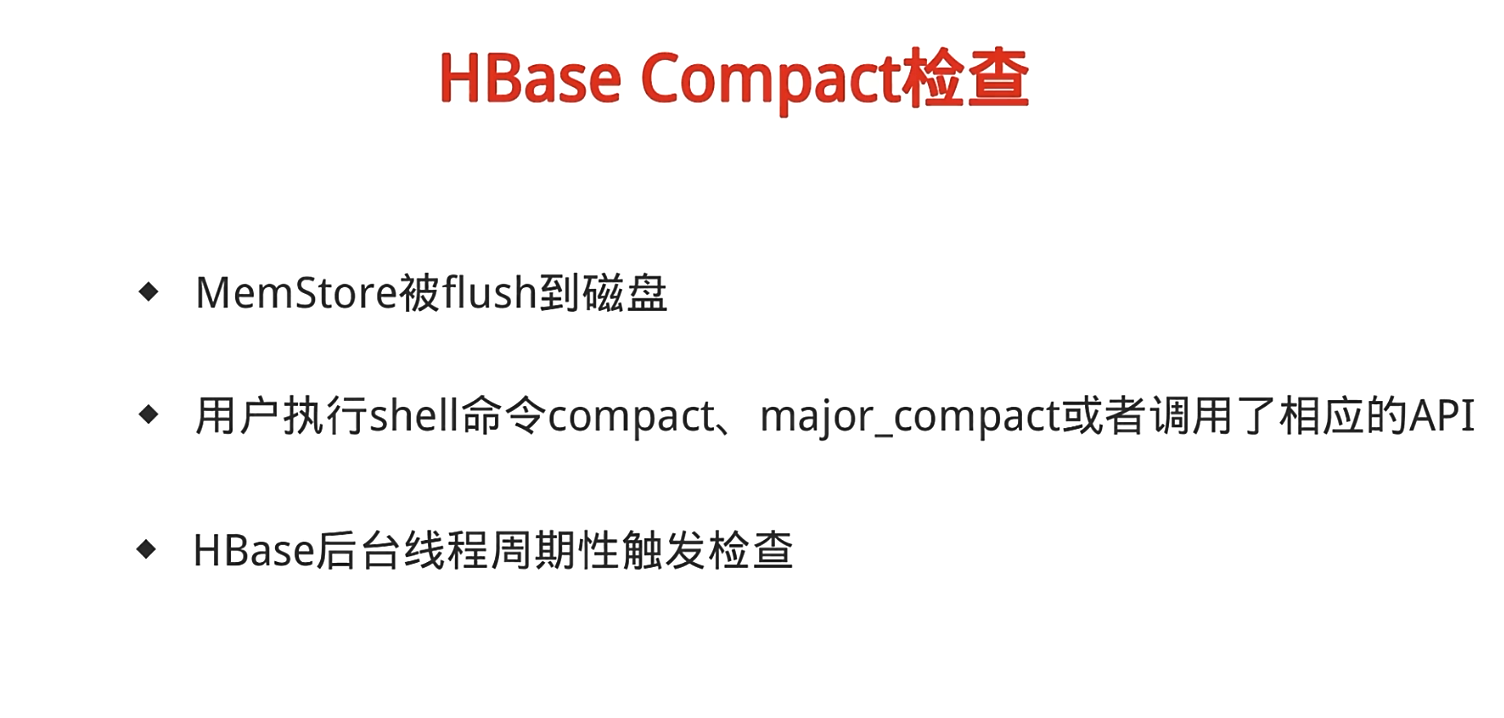 HBase Compact检查
◆ MemStore被flush到磁盘
◆ 用户执行shell命令compact、major_compact或者调用了相应的API
◆ HBase后台线程周期性触发检查